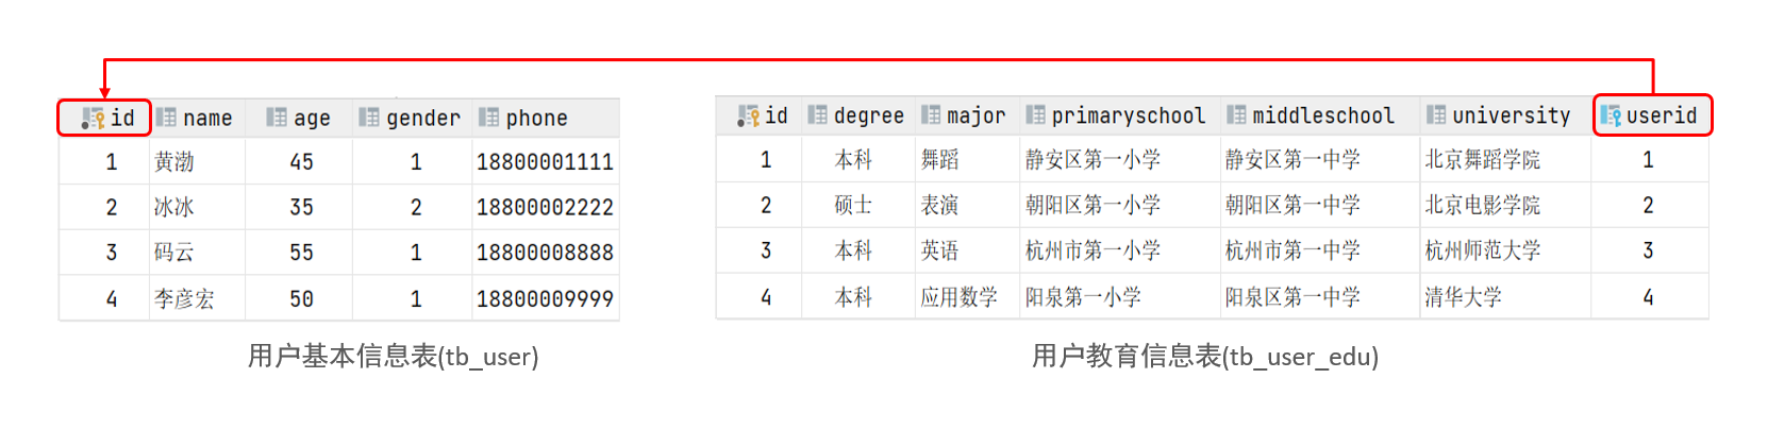 id name age gender phone
1 黄渤 45 1 18800001111
2 冰冰 35 2 18800002222
3 码云 55 1 18800008888
4 李彦宏 50 1 18800009999
用户基本信息表(tb_user)
id degree major primaryschool middleschool university userid
1 本科 舞蹈 静安区第一小学 静安区第一中学 北京舞蹈学院 1
2 硕士 表演 朝阳区第一小学 朝阳区第一中学 北京电影学院 2
3 本科 英语 杭州市第一小学 杭州市第一中学 杭州师范大学 3
4 本科 应用数学 阳泉第一小学 阳泉区第一中学 清华大学 4
用户教育信息表(tb_user_edu)